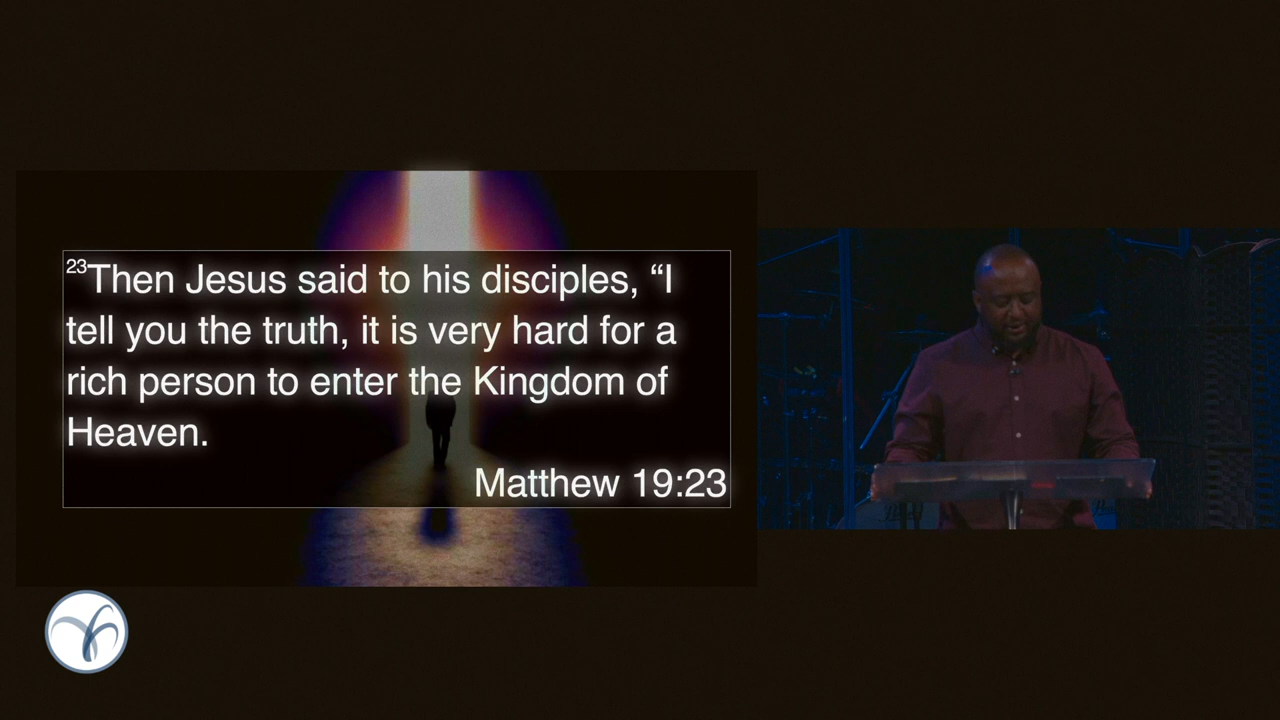 23Then Jesus said to his disciples, “I
tell you the truth, it is very hard for a
rich person to enter the Kingdom of
Heaven.
Matthew 19:23